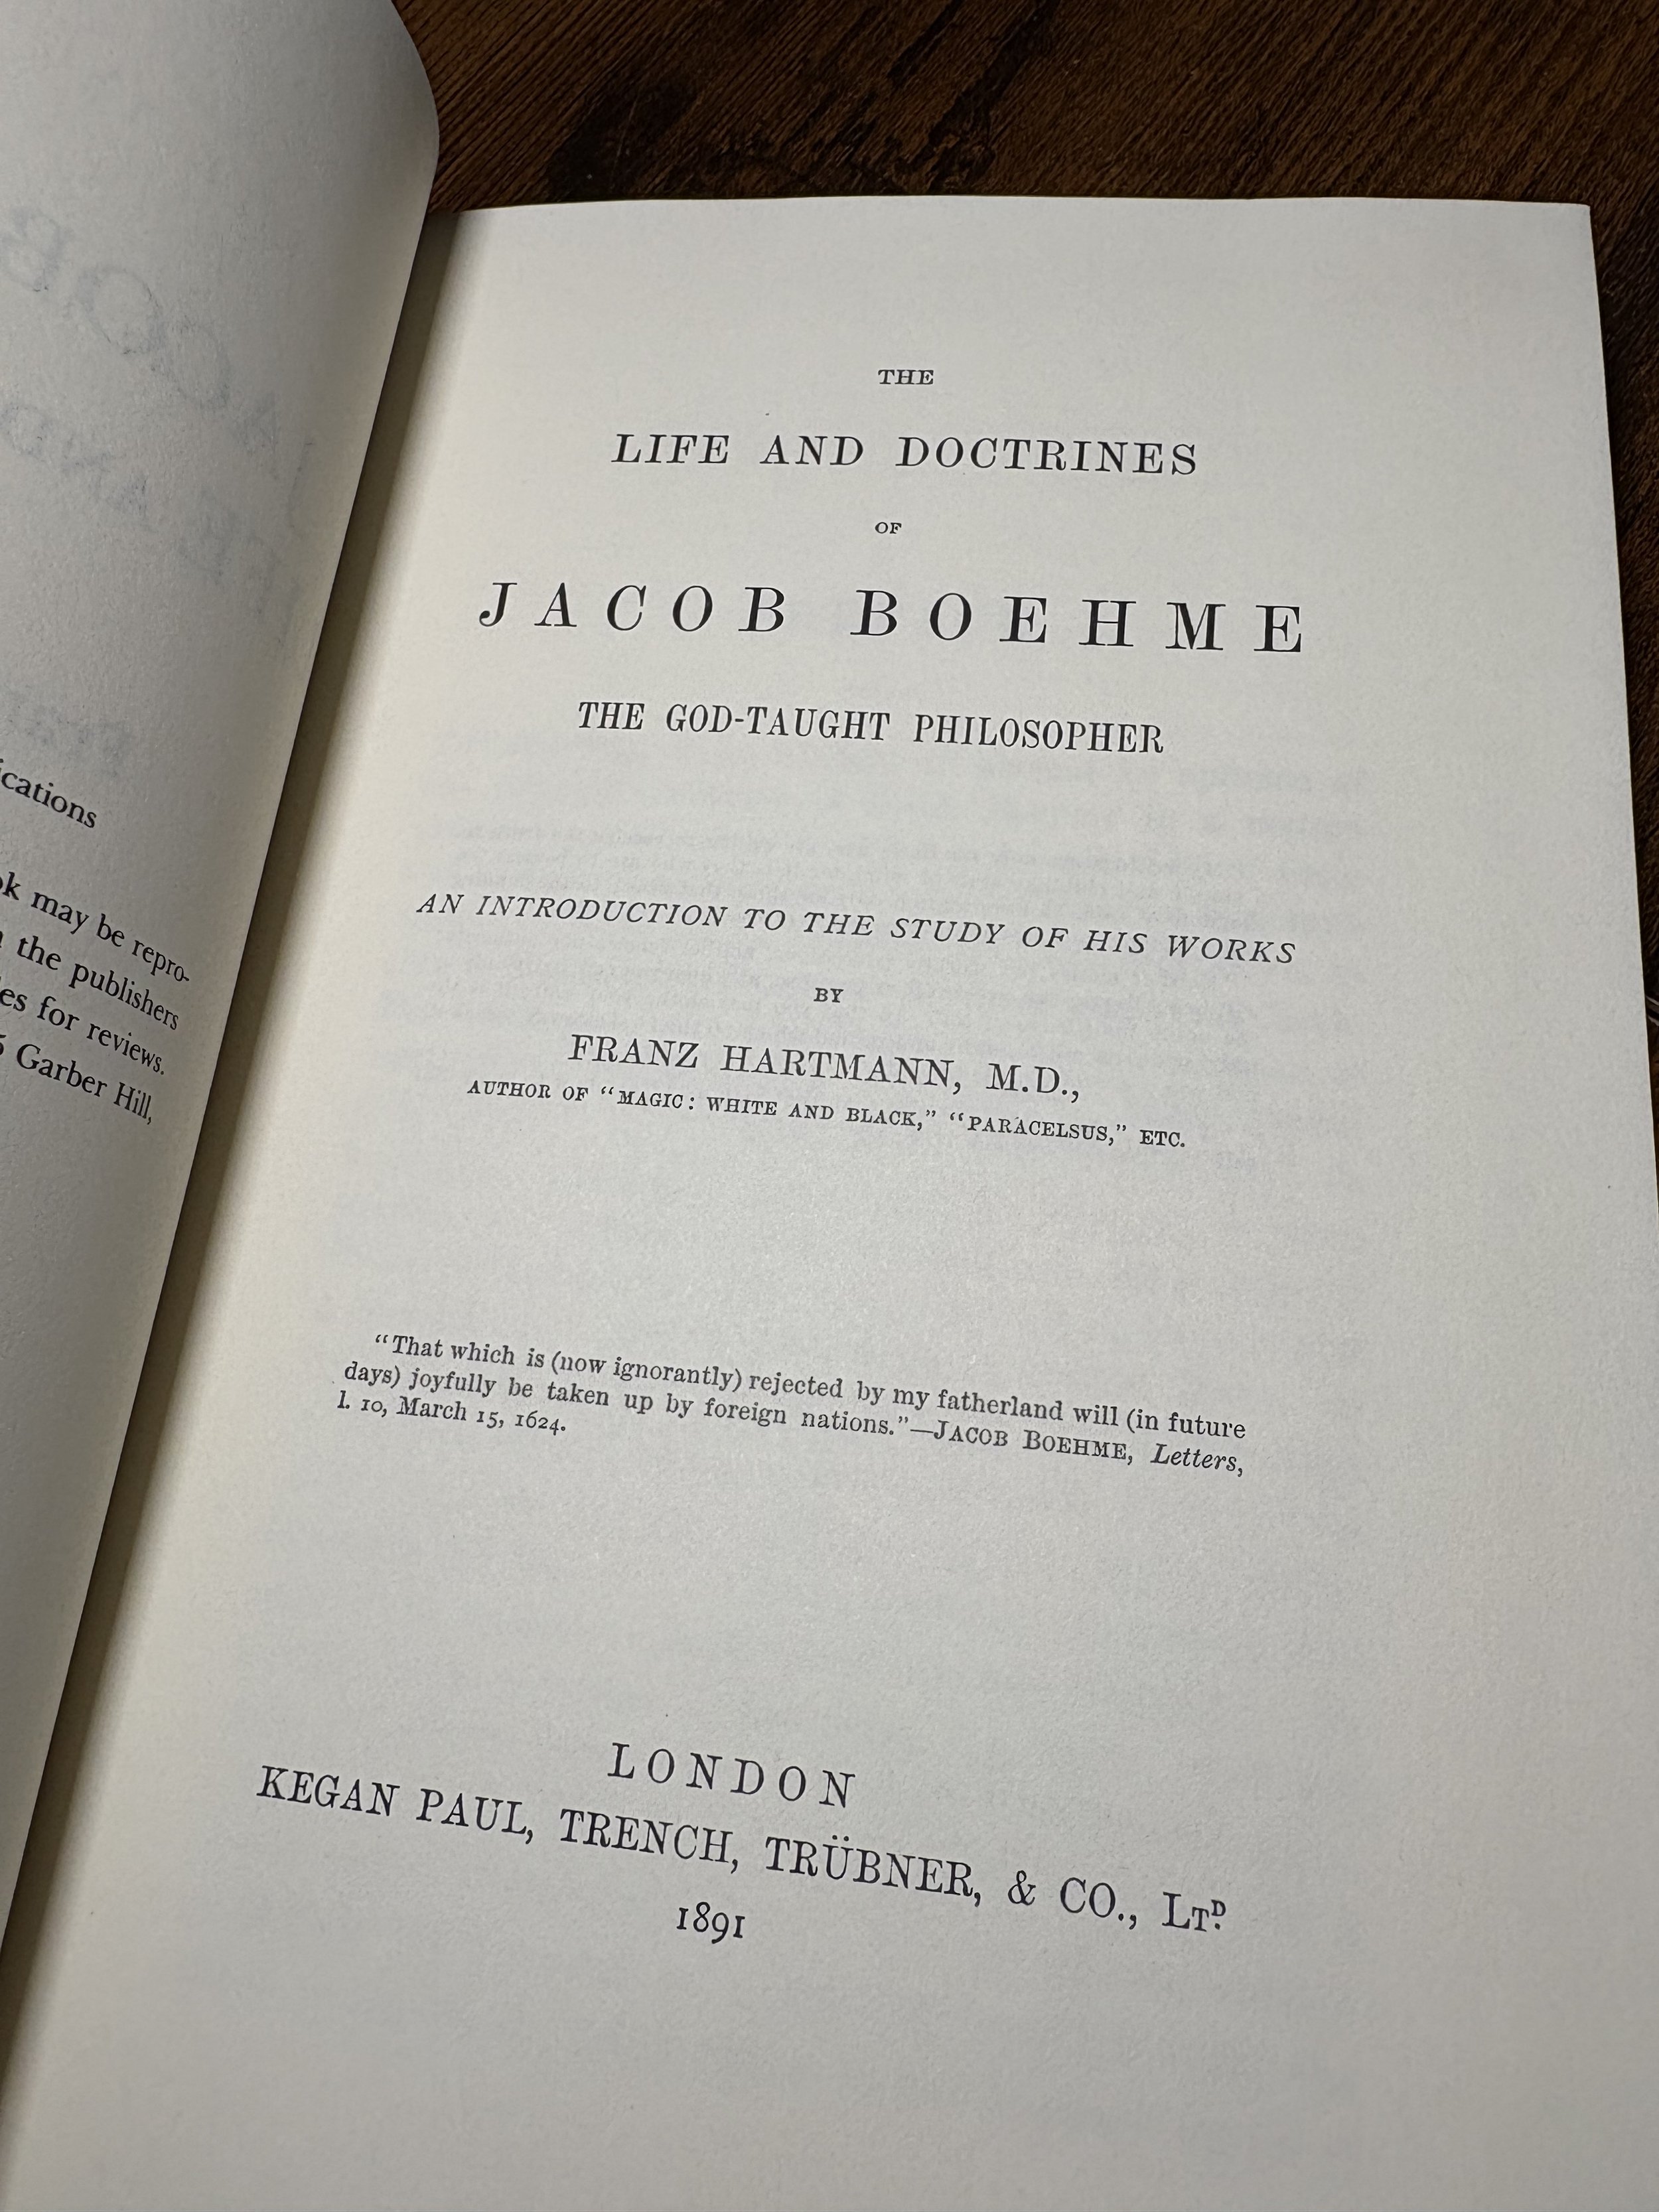 ications
ok may be repro-
the publishers
es for reviews.
5 Garber Hill,
THE
LIFE AND DOCTRINES
OF
JACOB BOEHME
THE GOD-TAUGHT PHILOSOPHER
AN INTRODUCTION TO THE STUDY OF HIS WORKS
BY
FRANZ HARTMANN, M.D.,
AUTHOR OF "MAGIC: WHITE AND BLACK," "PARACELSUS," ETC.
"That which is (now ignorantly) rejected by my fatherland will (in future
days) joyfully be taken up by foreign nations."—JACOB BOEHME, Letters,
l. 10, March 15, 1624.
LONDON
KEGAN PAUL, TRENCH, TRÜBNER, & CO., LTD.
1891